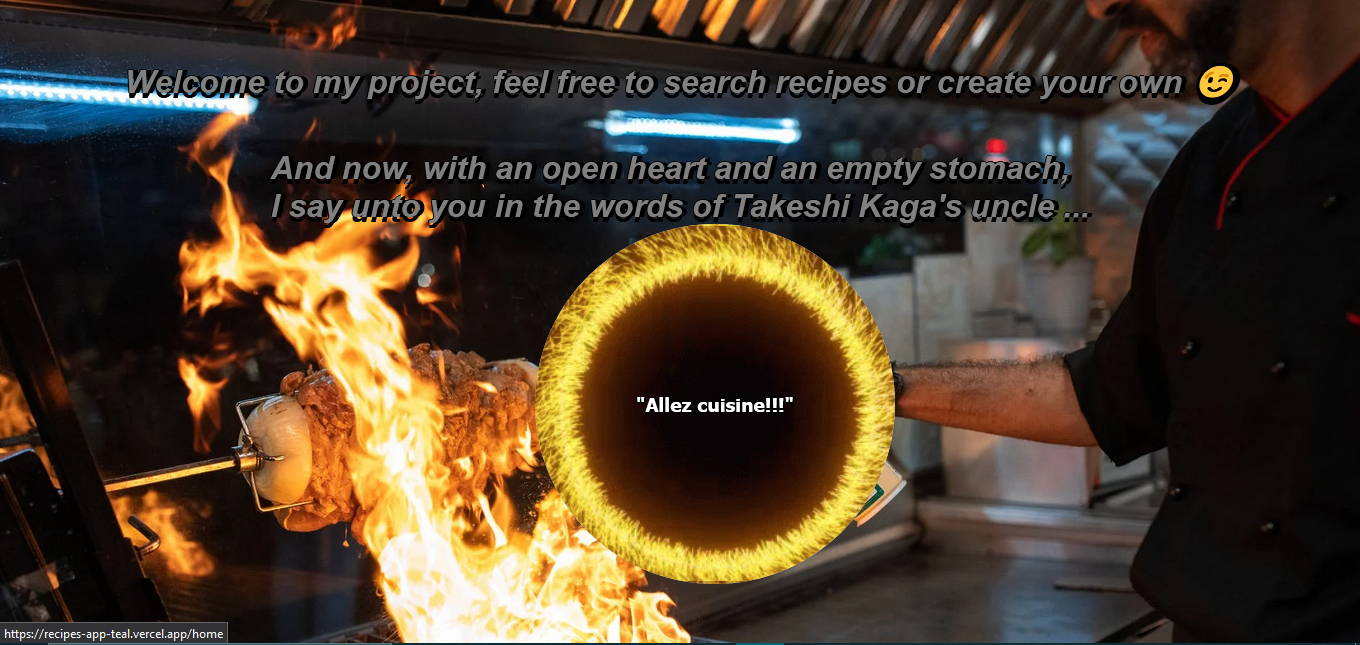 Welcome to my project, feel free to search recipes or create your own 😉
And now, with an open heart and an empty stomach,
I say unto you in the words of Takeshi Kaga's uncle ...
"Allez cuisine!!!"
https://recipes-app-teal.vercel.app/home